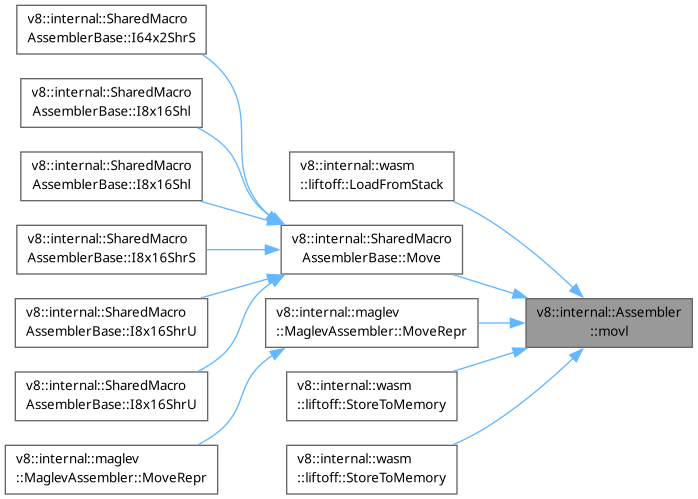 v8::internal::SharedMacro
AssemblerBase::I64x2ShrS
v8::internal::SharedMacro
AssemblerBase::I8x16Shl
v8::internal::SharedMacro
AssemblerBase::I8x16Shl
v8::internal::SharedMacro
AssemblerBase::I8x16ShrS
v8::internal::SharedMacro
AssemblerBase::I8x16ShrU
v8::internal::SharedMacro
AssemblerBase::I8x16ShrU
v8::internal::maglev
::MaglevAssembler::MoveRepr
v8::internal::wasm
::liftoff::LoadFromStack
v8::internal::SharedMacro
AssemblerBase::Move
v8::internal::maglev
::MaglevAssembler::MoveRepr
v8::internal::wasm
::liftoff::StoreToMemory
v8::internal::wasm
::liftoff::StoreToMemory
v8::internal::Assembler
::movl